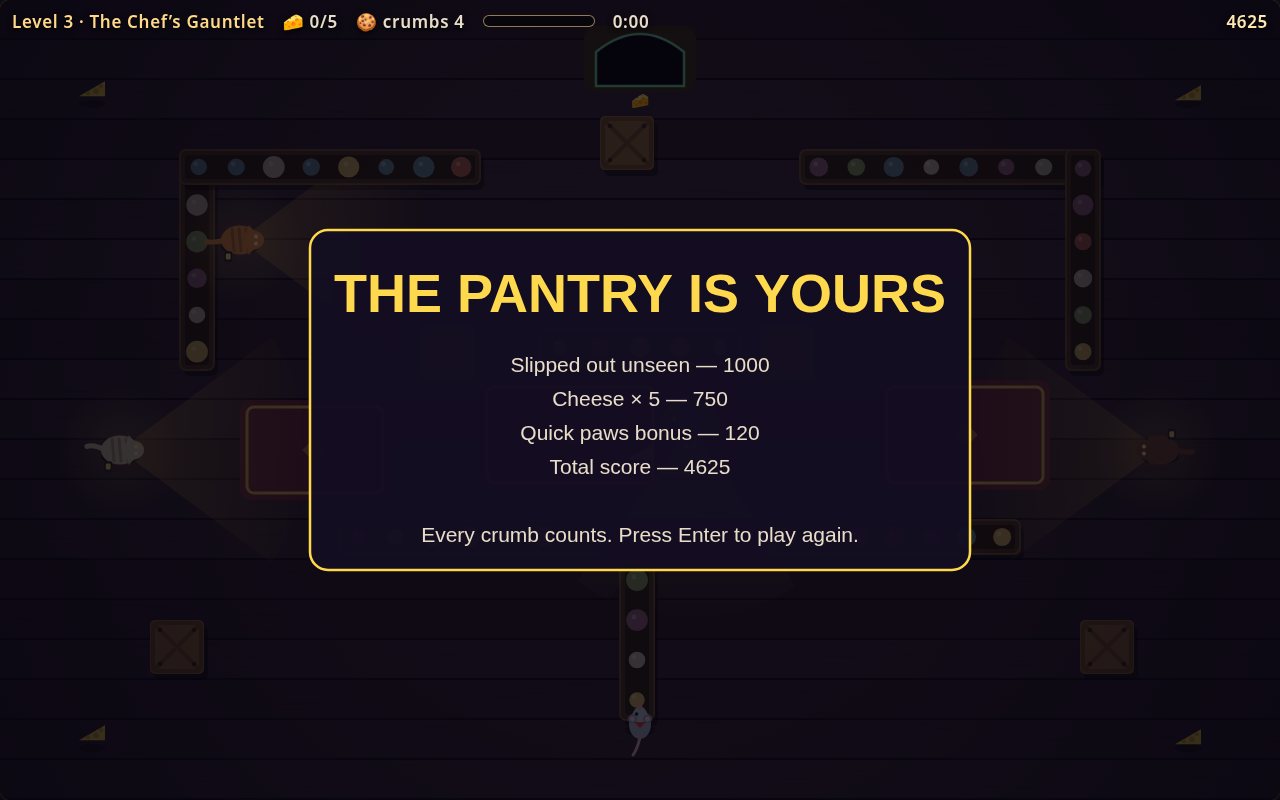 Level 3 · The Chef's Gauntlet 0/5 crumbs 4 0:00 4625
THE PANTRY IS YOURS
Slipped out unseen — 1000
Cheese × 5 — 750
Quick paws bonus — 120
Total score — 4625
Every crumb counts. Press Enter to play again.